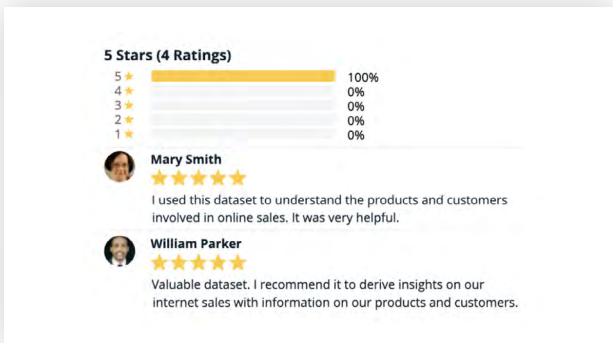 5 Stars (4 Ratings)
5 ★ 100%
4 ★ 0%
3 ★ 0%
2 ★ 0%
1 ★ 0%
Mary Smith
I used this dataset to understand the products and customers
involved in online sales. It was very helpful.
William Parker
Valuable dataset. I recommend it to derive insights on our
internet sales with information on our products and customers.